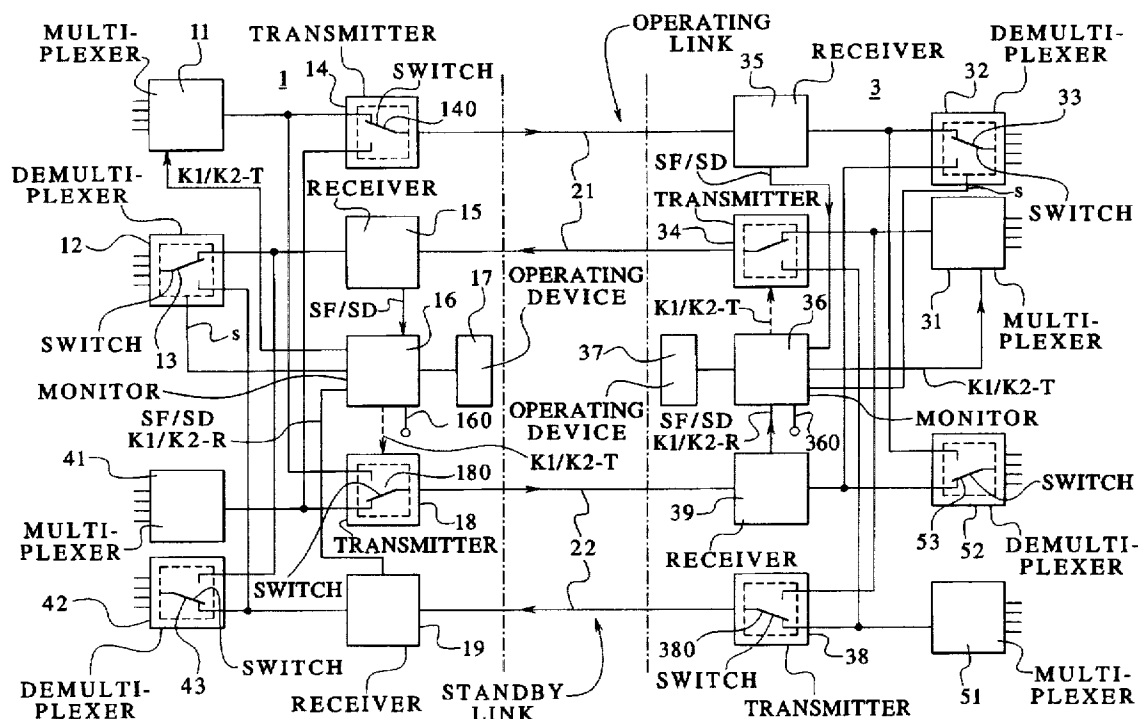 MULTI-
PLEXER
11
TRANSMITTER
1
14
SWITCH
140
OPERATING
LINK
35
RECEIVER
3
DEMULTI-
PLEXER
32
33
K1/K2-T
DEMULTI-
PLEXER
RECEIVER
15
21
SF/SD
TRANSMITTER
34
s
SWITCH
12
SWITCH
13
s
SF/SD
16
17
OPERATING
DEVICE
K1/K2-T
36
31
MULTI-
PLEXER
37
MONITOR
SF/SD
K1/K2-R
160
K1/K2-T
OPERATING
DEVICE
SF/SD
K1/K2-R
360
K1/K2-T
MONITOR
41
MULTI-
PLEXER
180
18
TRANSMITTER
SWITCH
22
39
RECEIVER
SWITCH
53
52
DEMULTI-
PLEXER
42
43
SWITCH
DEMULTI-
PLEXER
19
RECEIVER
STANDBY
LINK
380
SWITCH
38
TRANSMITTER
51
MULTI-
PLEXER